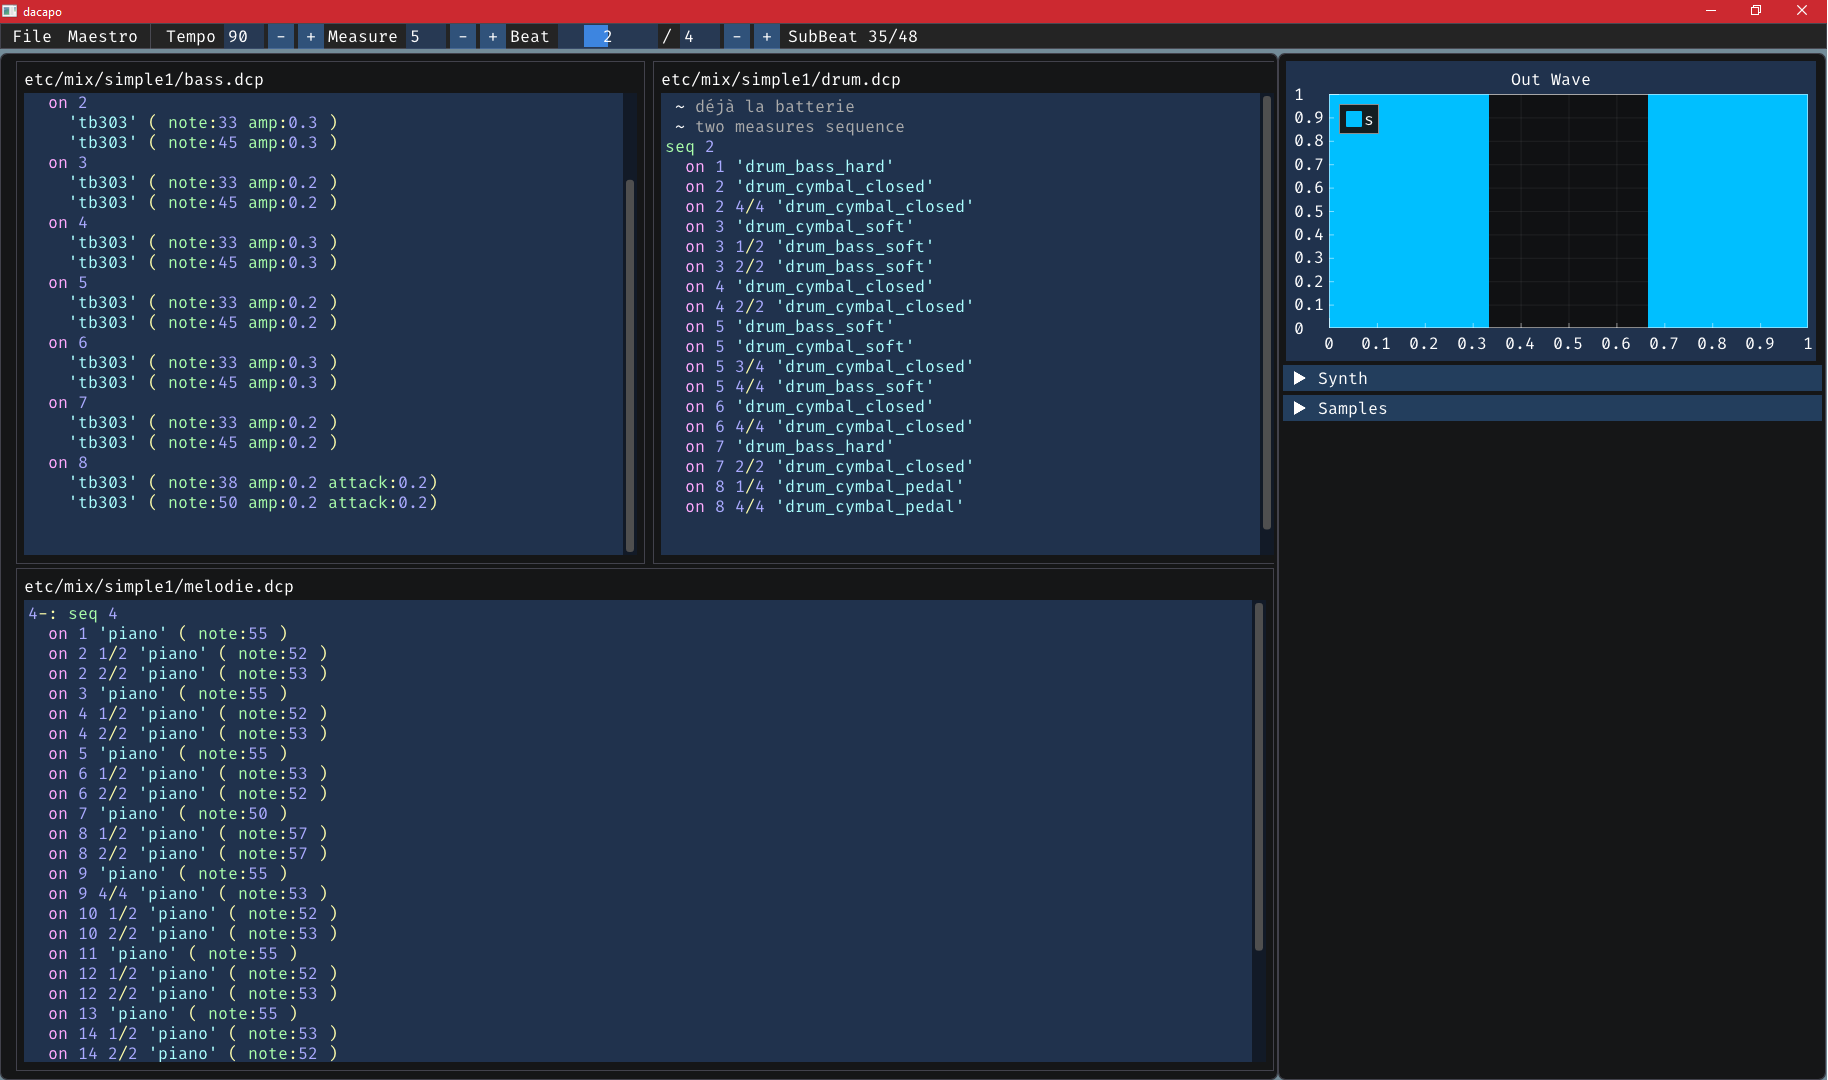 dacapo
File Maestro Tempo 90 - + Measure 5 - + Beat 2 / 4 - + SubBeat 35/48
etc/mix/simple1/bass.dcp
on 2
'tb303' ( note:33 amp:0.3 )
'tb303' ( note:45 amp:0.3 )
on 3
'tb303' ( note:33 amp:0.2 )
'tb303' ( note:45 amp:0.2 )
on 4
'tb303' ( note:33 amp:0.3 )
'tb303' ( note:45 amp:0.3 )
on 5
'tb303' ( note:33 amp:0.2 )
'tb303' ( note:45 amp:0.2 )
on 6
'tb303' ( note:33 amp:0.3 )
'tb303' ( note:45 amp:0.3 )
on 7
'tb303' ( note:33 amp:0.2 )
'tb303' ( note:45 amp:0.2 )
on 8
'tb303' ( note:38 amp:0.2 attack:0.2)
'tb303' ( note:50 amp:0.2 attack:0.2)
etc/mix/simple1/drum.dcp
~ déjà la batterie
~ two measures sequence
seq 2
on 1 'drum_bass_hard'
on 2 'drum_cymbal_closed'
on 2 4/4 'drum_cymbal_closed'
on 3 'drum_cymbal_soft'
on 3 1/2 'drum_bass_soft'
on 3 2/2 'drum_bass_soft'
on 4 'drum_cymbal_closed'
on 4 2/2 'drum_cymbal_closed'
on 5 'drum_bass_soft'
on 5 'drum_cymbal_soft'
on 5 3/4 'drum_cymbal_closed'
on 5 4/4 'drum_bass_soft'
on 6 'drum_cymbal_closed'
on 6 4/4 'drum_cymbal_closed'
on 7 'drum_bass_hard'
on 7 2/2 'drum_cymbal_closed'
on 8 1/4 'drum_cymbal_pedal'
on 8 4/4 'drum_cymbal_pedal'
etc/mix/simple1/melodie.dcp
4-: seq 4
on 1 'piano' ( note:55 )
on 2 1/2 'piano' ( note:52 )
on 2 2/2 'piano' ( note:53 )
on 3 'piano' ( note:55 )
on 4 1/2 'piano' ( note:52 )
on 4 2/2 'piano' ( note:53 )
on 5 'piano' ( note:55 )
on 6 1/2 'piano' ( note:53 )
on 6 2/2 'piano' ( note:52 )
on 7 'piano' ( note:50 )
on 8 1/2 'piano' ( note:57 )
on 8 2/2 'piano' ( note:57 )
on 9 'piano' ( note:55 )
on 9 4/4 'piano' ( note:53 )
on 10 1/2 'piano' ( note:52 )
on 10 2/2 'piano' ( note:53 )
on 11 'piano' ( note:55 )
on 12 1/2 'piano' ( note:52 )
on 12 2/2 'piano' ( note:53 )
on 13 'piano' ( note:55 )
on 14 1/2 'piano' ( note:53 )
on 14 2/2 'piano' ( note:52 )
Out Wave
s
1
0.9
0.8
0.7
0.6
0.5
0.4
0.3
0.2
0.1
0
0 0.1 0.2 0.3 0.4 0.5 0.6 0.7 0.8 0.9 1
Synth
Samples